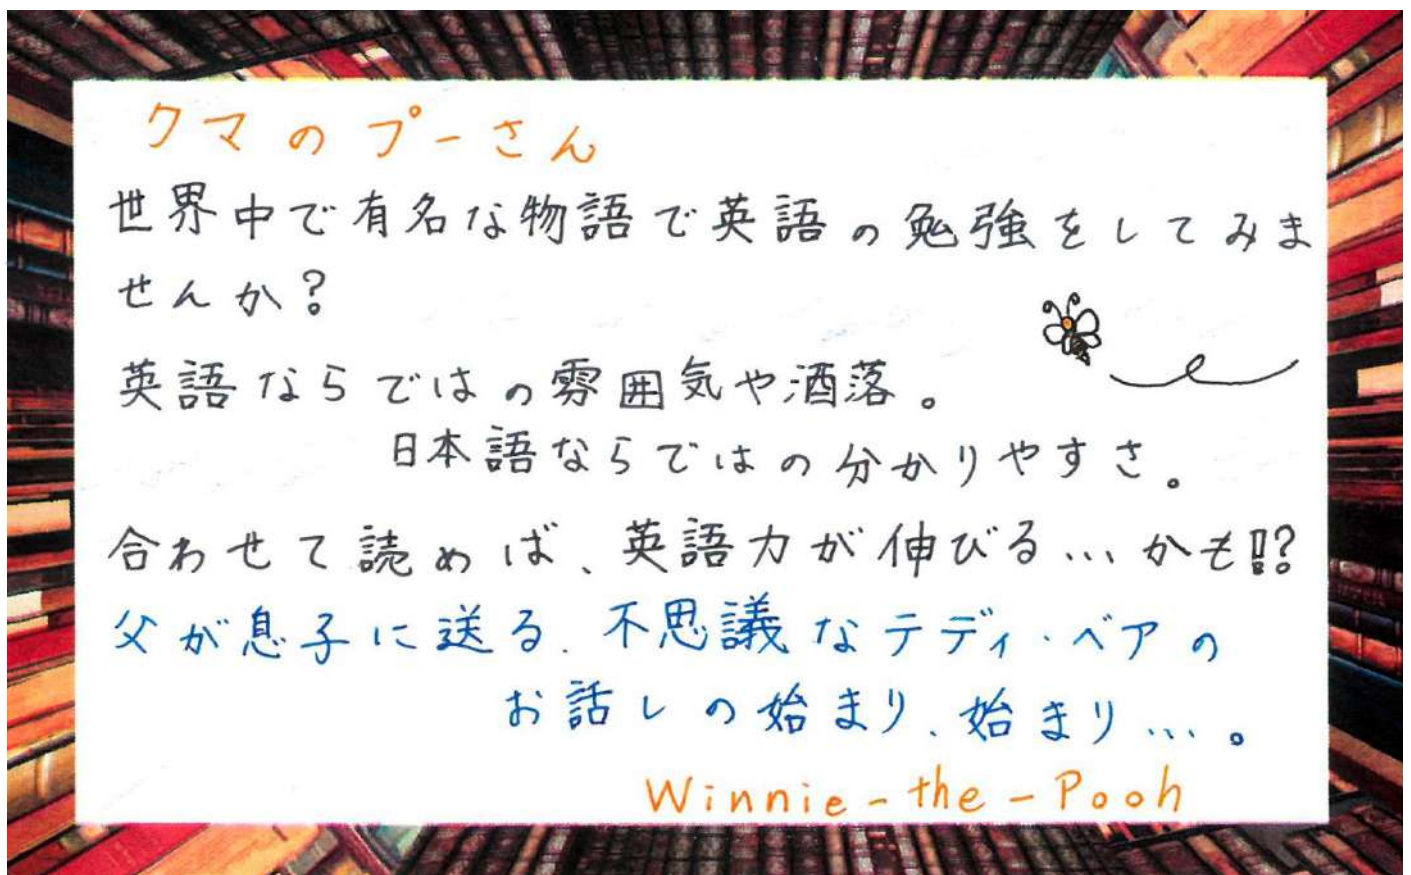 クマのプーさん
世界中で有名な物語で英語の勉強をしてみま
せんか?
英語ならではの雰囲気や洒落。
日本語ならではの分かりやすさ。
合わせて読めば、英語力が伸びる…かも!!?
父が息子に送る、不思議なテディ・ベアの
お話しの始まり、始まり…。
Winnie-the-Pooh